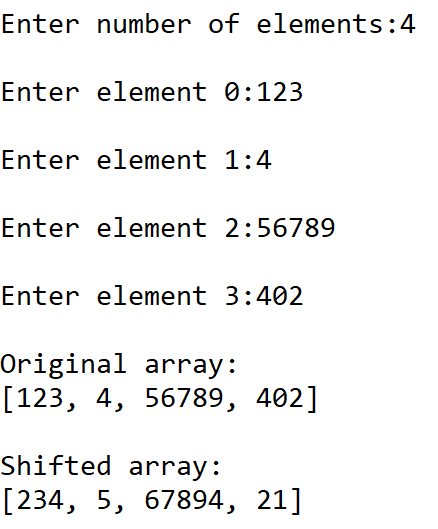 Enter number of elements:4
Enter element 0:123
Enter element 1:4
Enter element 2:56789
Enter element 3:402
Original array:
[123, 4, 56789, 402]
Shifted array:
[234, 5, 67894, 21]